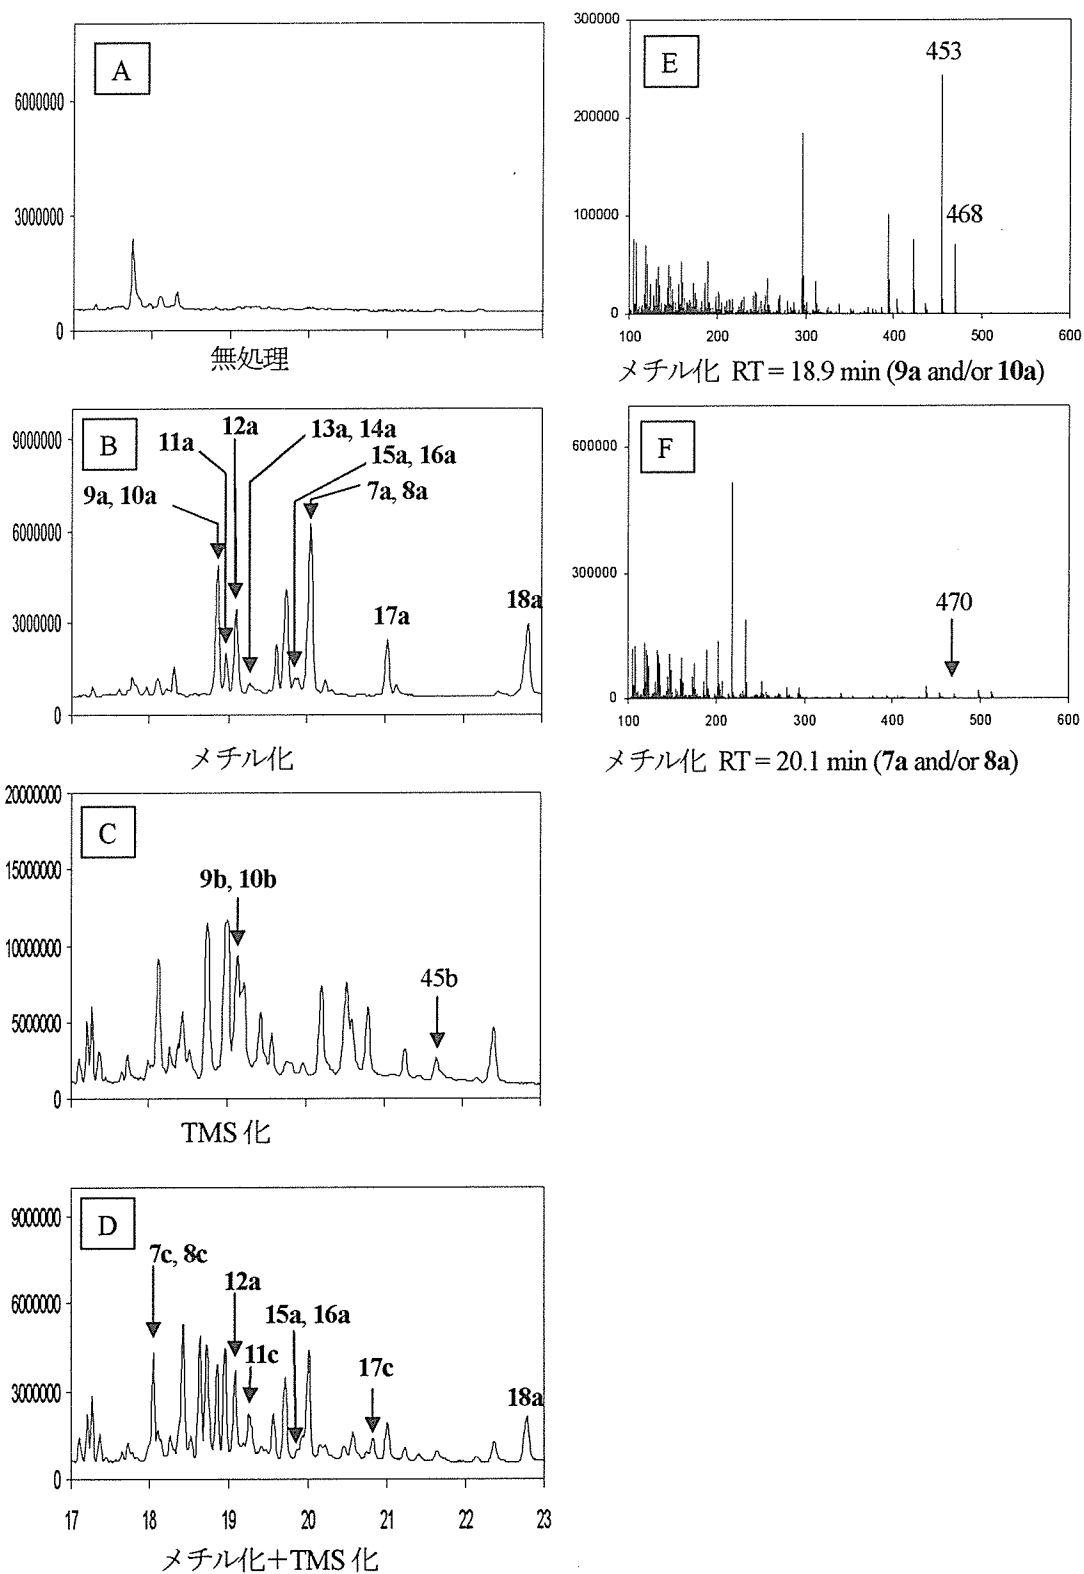 A
6000000
3000000
0
無処理
B
9000000
6000000
3000000
0
11a
12a
13a, 14a
15a, 16a
9a, 10a
7a, 8a
17a
18a
メチル化
C
20000000
15000000
10000000
5000000
0
9b, 10b
45b
TMS 化
D
9000000
6000000
3000000
0
7c, 8c
12a
15a, 16a
11c
17c
18a
17 18 19 20 21 22 23
メチル化+TMS 化
E
300000
200000
100000
0
453
468
100 200 300 400 500 600
メチル化 RT = 18.9 min (9a and/or 10a)
F
600000
300000
0
470
100 200 300 400 500 600
メチル化 RT = 20.1 min (7a and/or 8a)